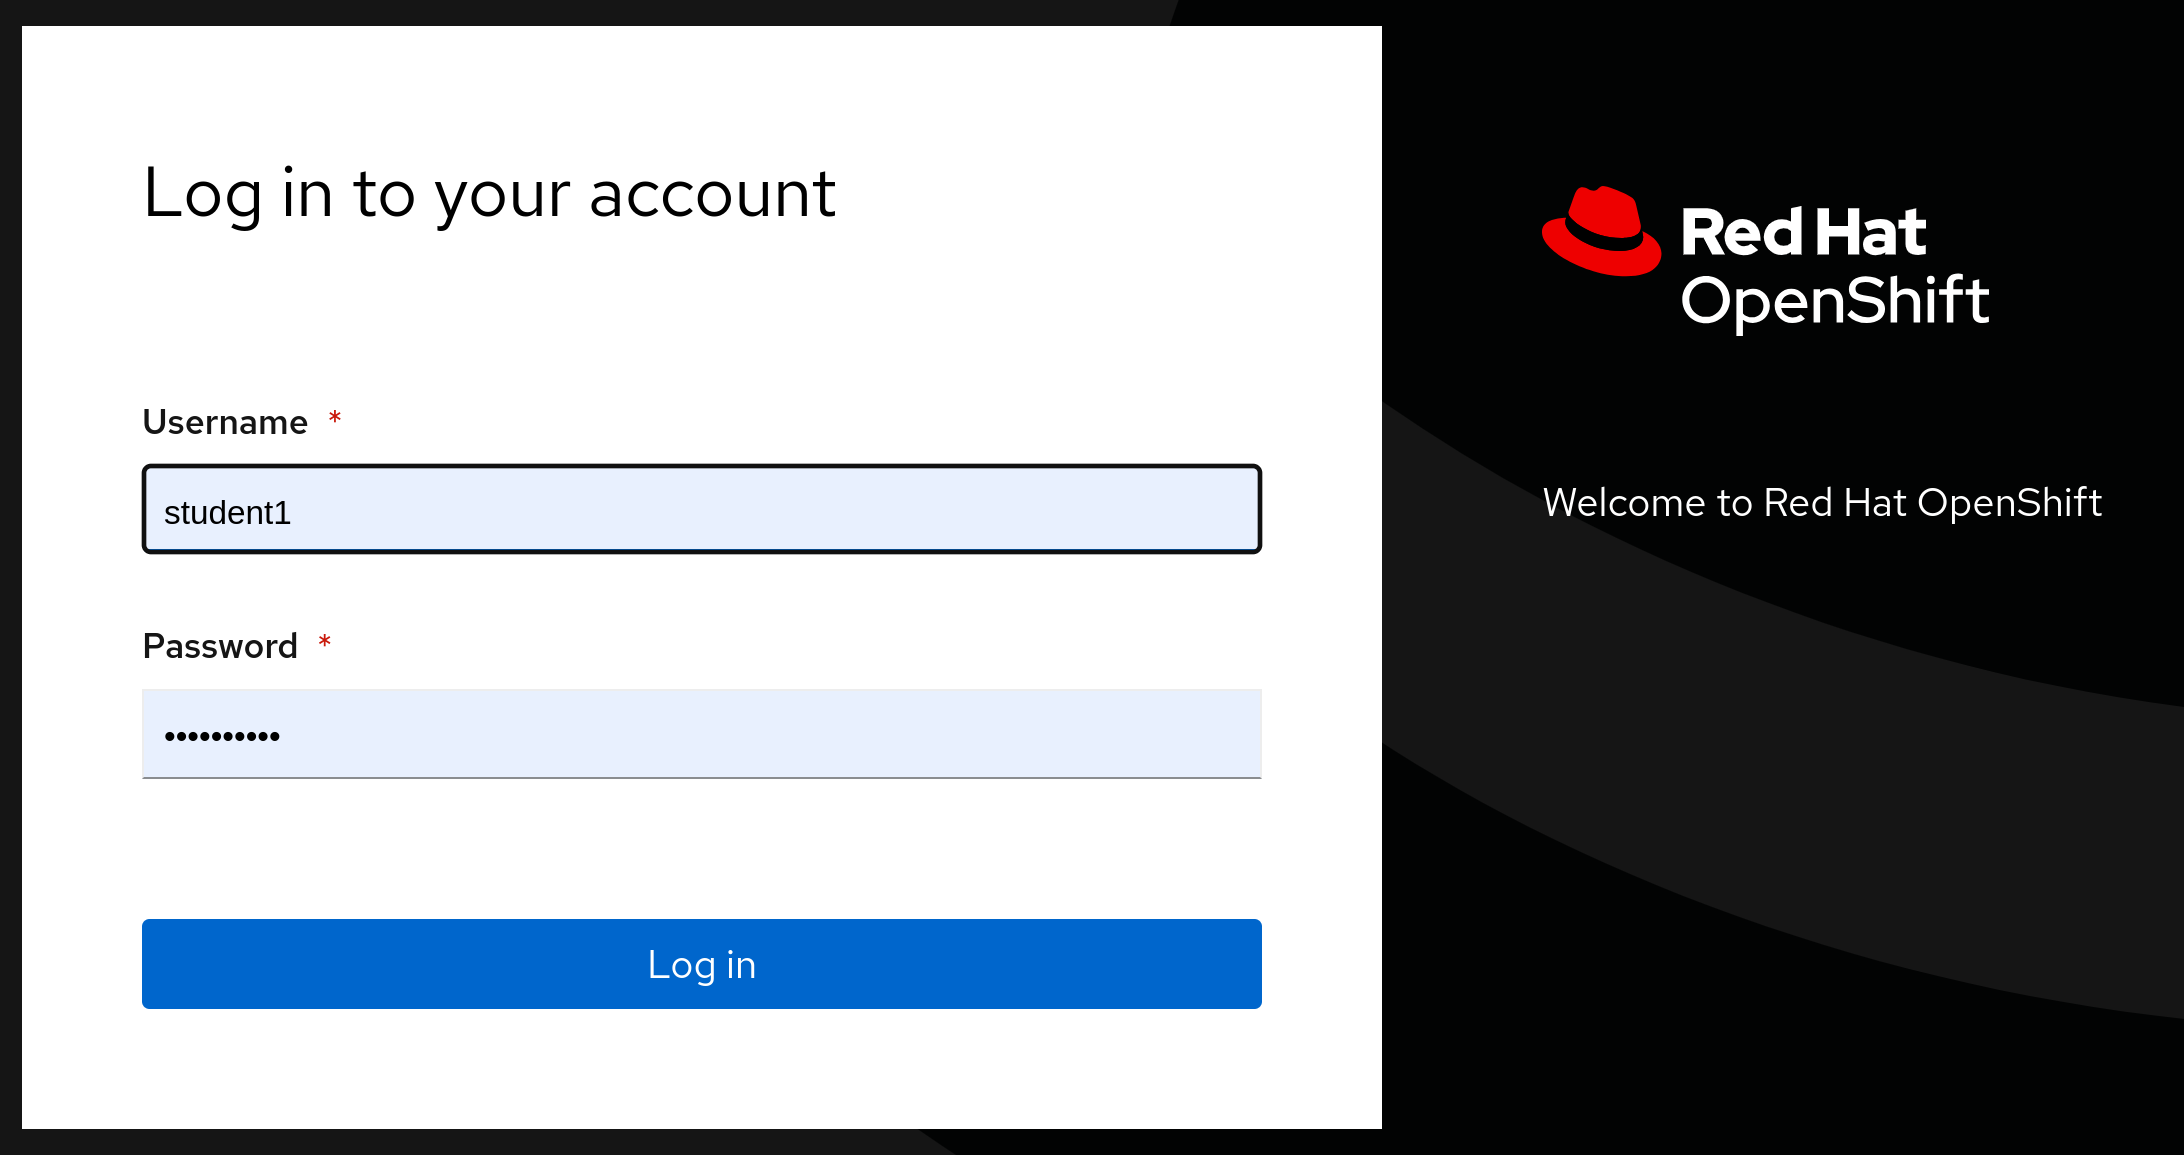 Log in to your account
Username *
student1
Password *
••••••••••
Log in
Red Hat
OpenShift
Welcome to Red Hat OpenShift